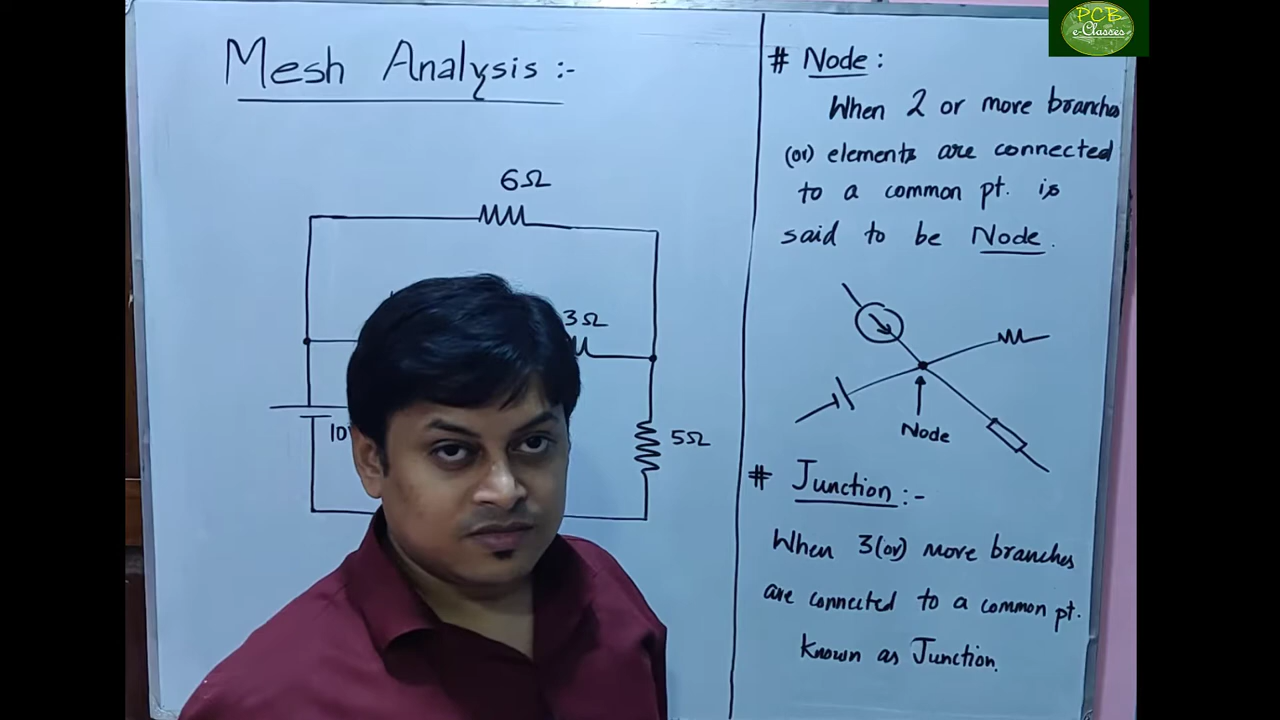 Mesh Analysis :-
6Ω
3Ω
10
5Ω
# Node :
When 2 or more branches
(or) elements are connected
to a common pt. is
said to be Node.
Node
# Junction :-
When 3(or) more branches
are connected to a common pt.
known as Junction.
PCB
e-Classes